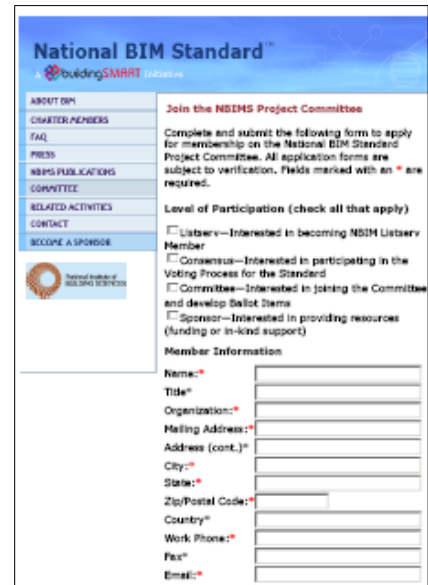 National BIM Standard™
A buildingSMART Initiative
ABOUT BIM
CHARTER MEMBERS
FAQ
PRESS
NBIMS PUBLICATIONS
COMMITTEE
RELATED ACTIVITIES
CONTACT
BECOME A SPONSOR
National Institute of
BUILDING SCIENCES
Join the NBIMS Project Committee
Complete and submit the following form to apply
for membership on the National BIM Standard
Project Committee. All application forms are
subject to verification. Fields marked with an * are
required.
Level of Participation (check all that apply)
Listserv—Interested in becoming NBIM Listserv
Member
Consensus—Interested in participating in the
Voting Process for the Standard
Committee—Interested in joining the Committee
and develop Ballot Items
Sponsor—Interested in providing resources
(funding or in-kind support)
Member Information
Name:*
Title*
Organization:*
Mailing Address:*
Address (cont.)*
City:*
State:*
Zip/Postal Code:*
Country*
Work Phone:*
Fax*
Email:*